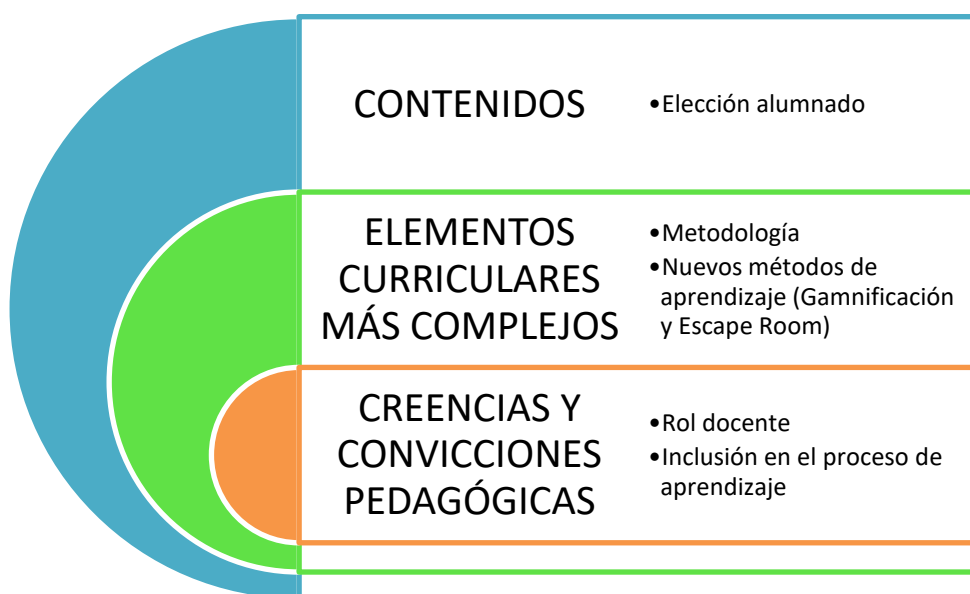 CONTENIDOS
•Elección alumnado
ELEMENTOS
CURRICULARES
MÁS COMPLEJOS
•Metodología
•Nuevos métodos de
aprendizaje (Gamnificación
y Escape Room)
CREENCIAS Y
CONVICCIONES
PEDAGÓGICAS
•Rol docente
•Inclusión en el proceso de
aprendizaje